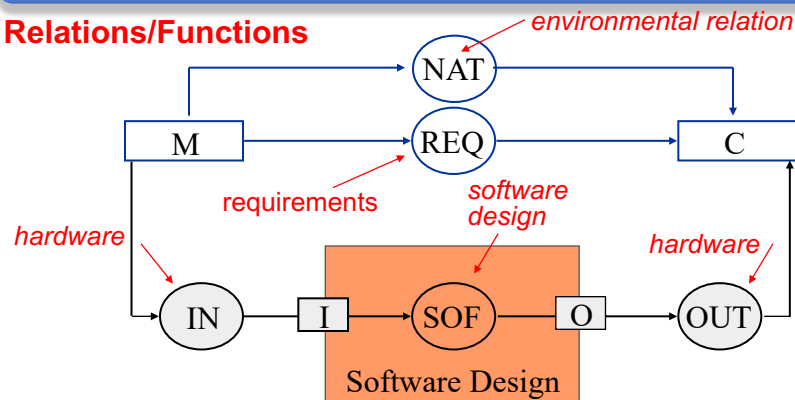 Relations/Functions
environmental relation
NAT
M
REQ
C
requirements
software
design
hardware
hardware
IN
I
SOF
O
OUT
Software Design